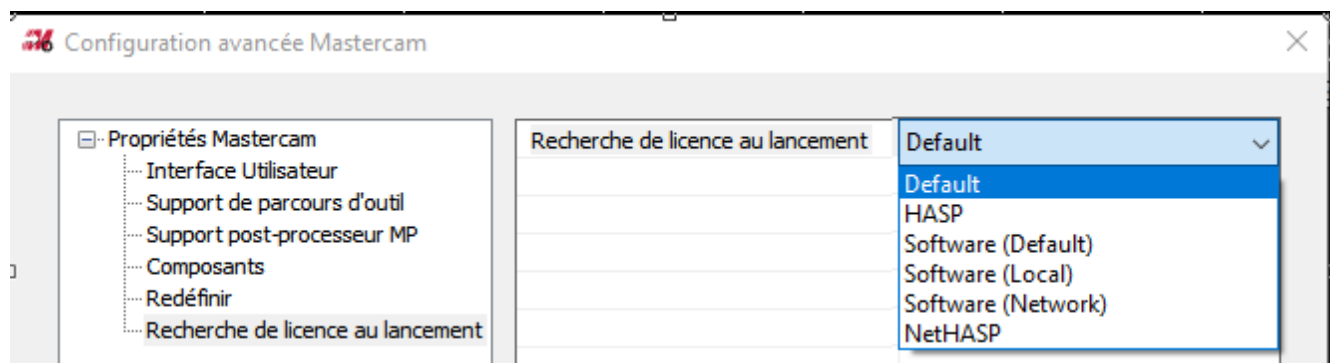 Configuration avancée Mastercam
Propriétés Mastercam
Interface Utilisateur
Support de parcours d'outil
Support post-processeur MP
Composants
Redéfinir
Recherche de licence au lancement
Recherche de licence au lancement
Default
Default
HASP
Software (Default)
Software (Local)
Software (Network)
NetHASP